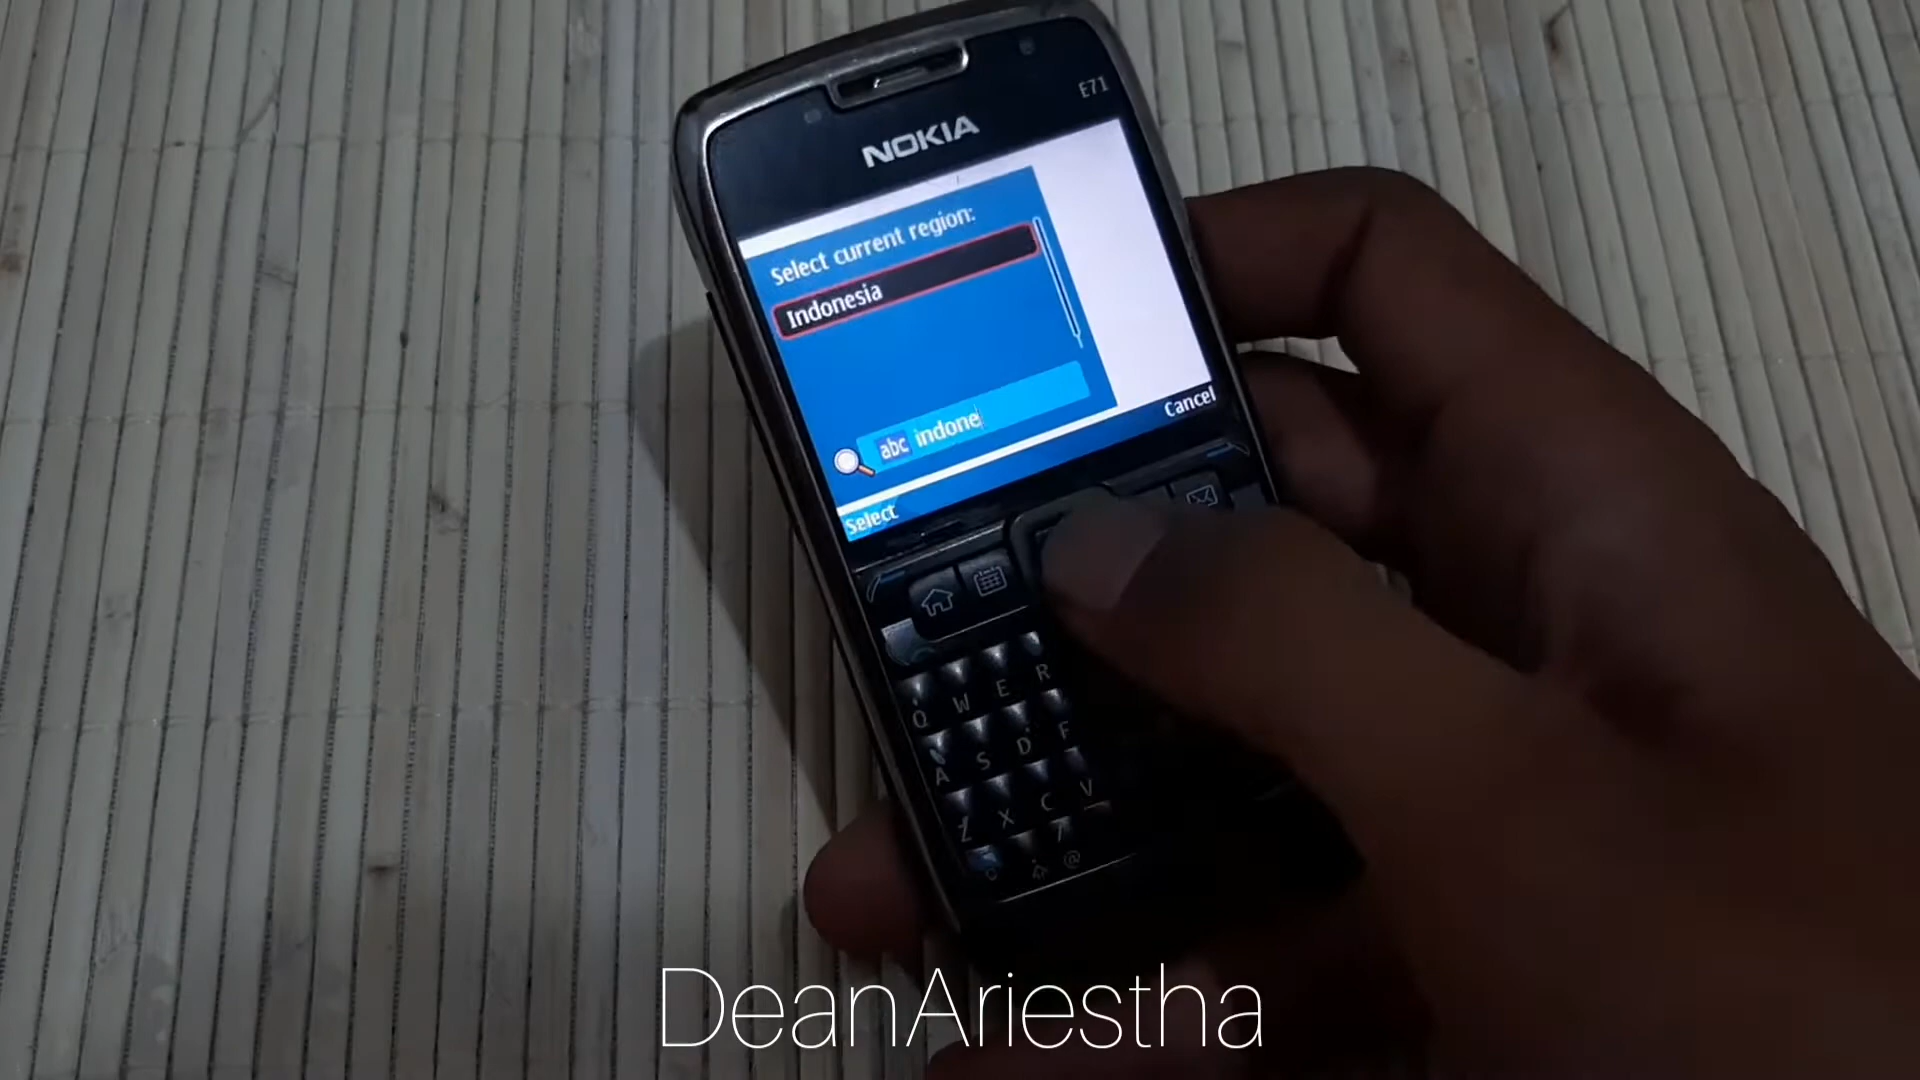 E71
NOKIA
Select current region:
Indonesia
abc indone
Select
Cancel
Q W E R
A S D F
Z X C V
@
DeanAriestha